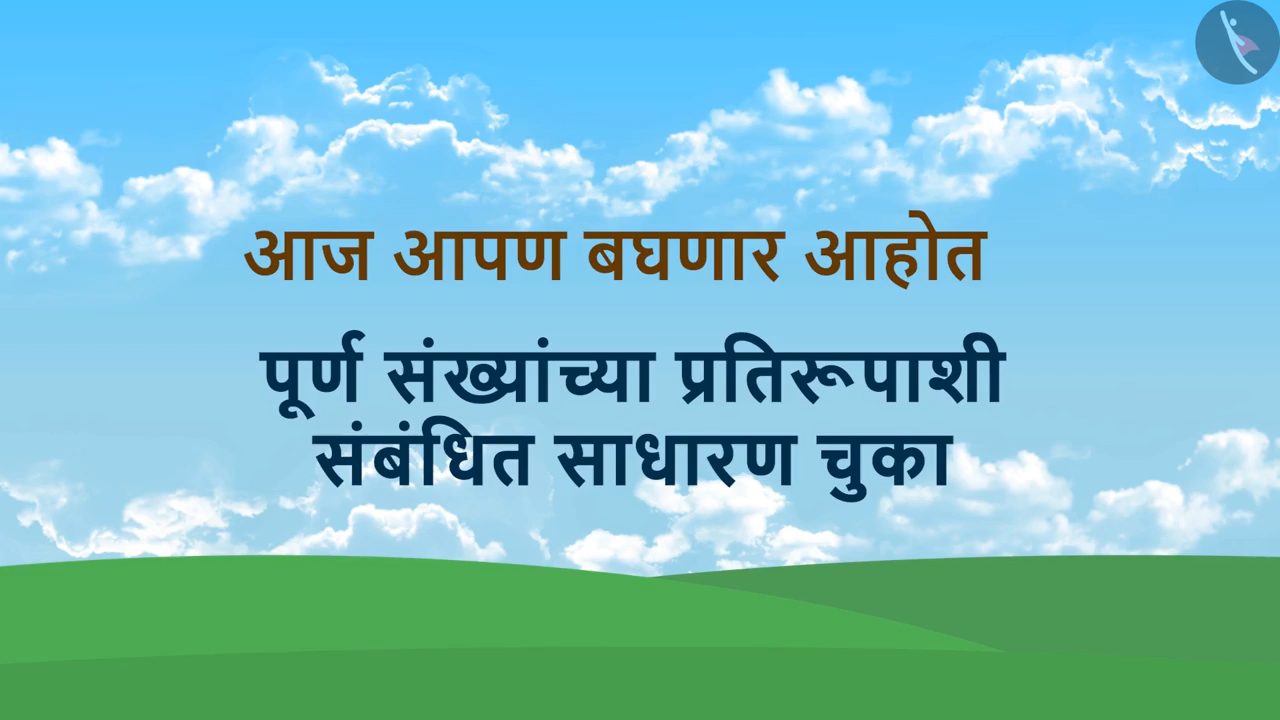 आज आपण बघणार आहोत
पूर्ण संख्यांच्या प्रतिरूपाशी
संबंधित साधारण चुका